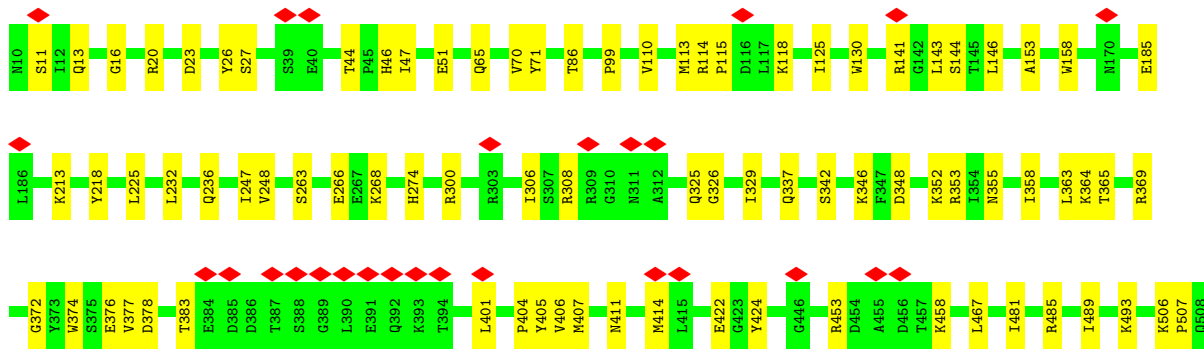 N10 S11 I12 Q13 G16 R20 D23 Y26 S27 S39 E40 T44 P45 H46 I47 E51 Q65 V70 Y71 T86 P99 V110 M113 R114 P115 D116 L117 K118 I125 W130 R141 G142 L143 S144 T145 L146 A153 W158 N170 E185
L186 K213 Y218 L225 L232 Q236 I247 V248 S263 E266 E267 K268 H274 R300 R303 I306 S307 R308 R309 G310 N311 A312 Q325 G326 I329 Q337 S342 K346 F347 D348 K352 R353 I354 N355 I358 L363 K364 T365 R369
G372 Y373 W374 S375 E376 V377 D378 T383 E384 D385 D386 T387 S388 G389 L390 E391 Q392 K393 T394 L401 P404 Y405 V406 M407 N411 M414 L415 E422 G423 Y424 G446 R453 D454 A455 D456 T457 K458 L467 I481 R485 I489 K493 K506 P507